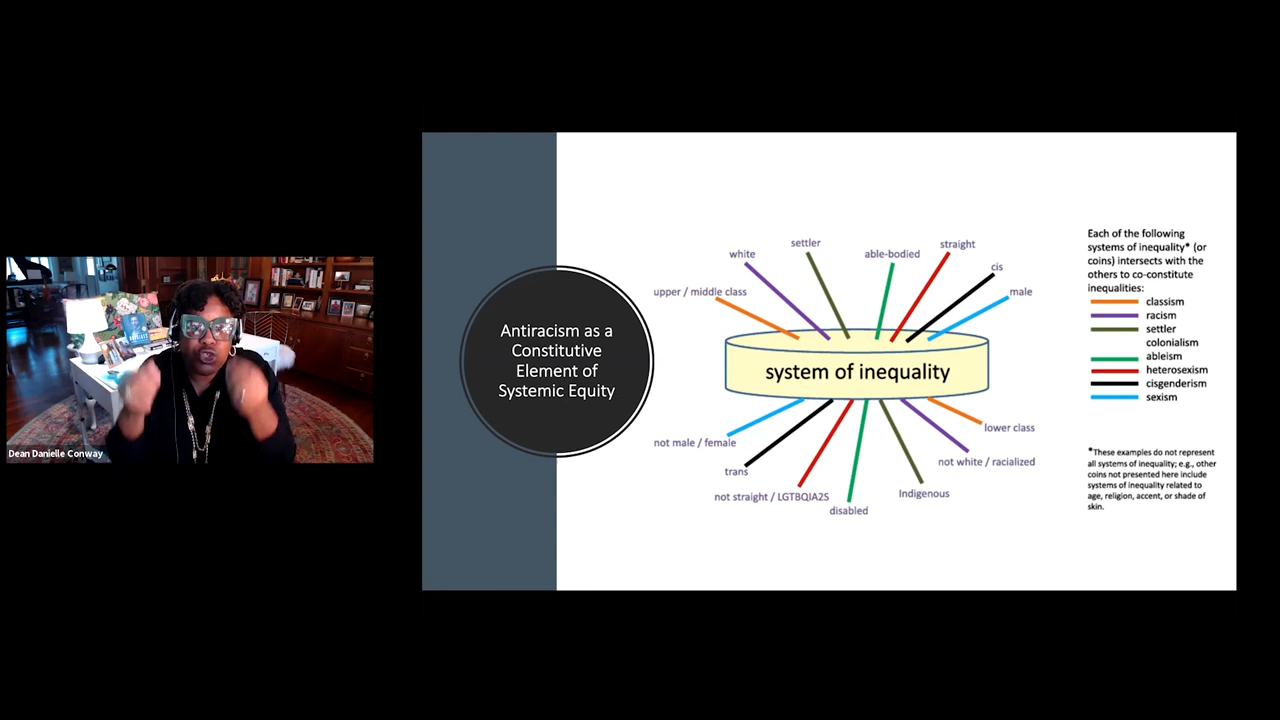 Dean Danielle Conway
Antiracism as a
Constitutive
Element of
Systemic Equity
settler
straight
white
able-bodied
cis
upper / middle class
male
system of inequality
lower class
not male / female
not white / racialized
trans
not straight / LGTBQIA2S
Indigenous
disabled
Each of the following
systems of inequality* (or
coins) intersects with the
others to co-constitute
inequalities:
classism
racism
settler
colonialism
ableism
heterosexism
cisgenderism
sexism
*These examples do not represent
all systems of inequality; e.g., other
coins not presented here include
systems of inequality related to
age, religion, accent, or shade of
skin.